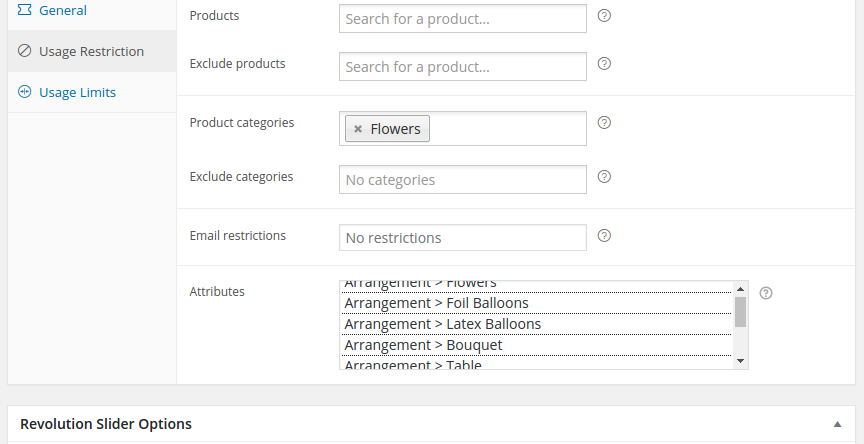 General
Usage Restriction
Usage Limits
Products
Search for a product...
Exclude products
Search for a product...
Product categories
× Flowers
Exclude categories
No categories
Email restrictions
No restrictions
Attributes
Arrangement > Flowers
Arrangement > Foil Balloons
Arrangement > Latex Balloons
Arrangement > Bouquet
Arrangement > Table
Revolution Slider Options